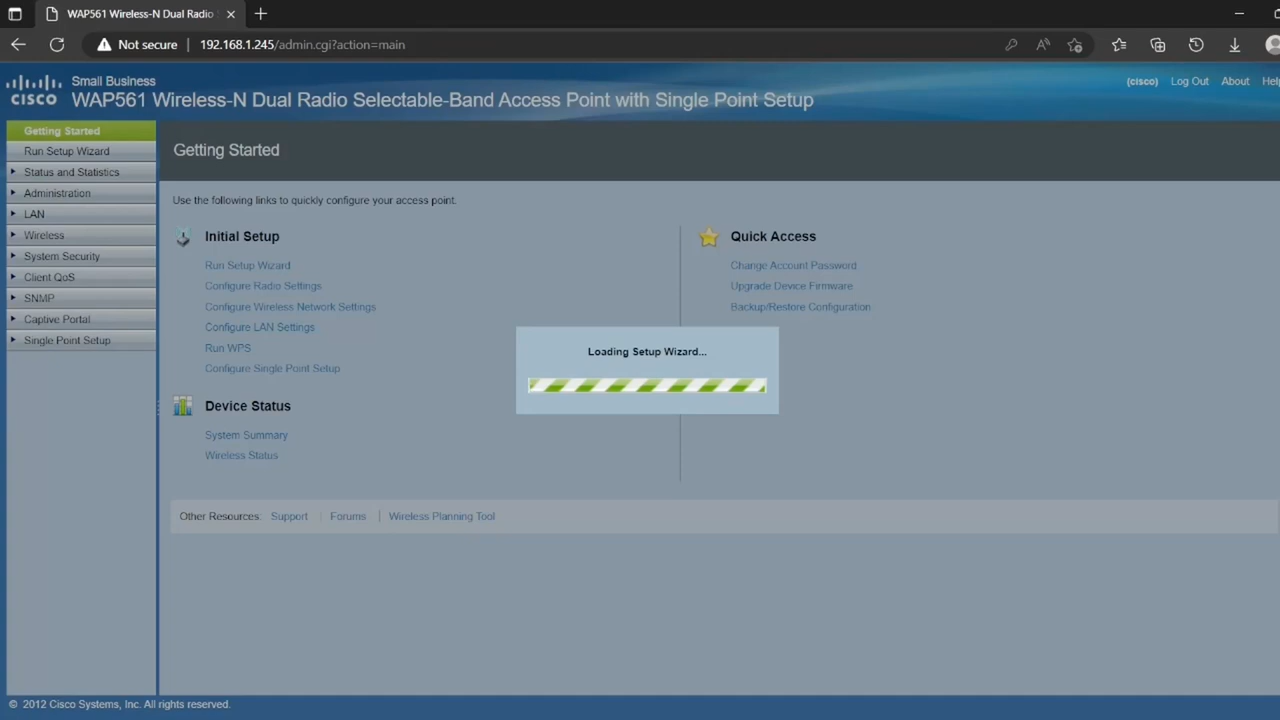 WAP561 Wireless-N Dual Radio
Not secure
192.168.1.245/admin.cgi?action=main
Small Business
CISCO
WAP561 Wireless-N Dual Radio Selectable-Band Access Point with Single Point Setup
(cisco) Log Out About Help
Getting Started
Run Setup Wizard
Status and Statistics
Administration
LAN
Wireless
System Security
Client QoS
SNMP
Captive Portal
Single Point Setup
Getting Started
Use the following links to quickly configure your access point.
Initial Setup
Run Setup Wizard
Configure Radio Settings
Configure Wireless Network Settings
Configure LAN Settings
Run WPS
Configure Single Point Setup
Device Status
System Summary
Wireless Status
Quick Access
Change Account Password
Upgrade Device Firmware
Backup/Restore Configuration
Loading Setup Wizard...
Other Resources: Support | Forums | Wireless Planning Tool
© 2012 Cisco Systems, Inc. All rights reserved.